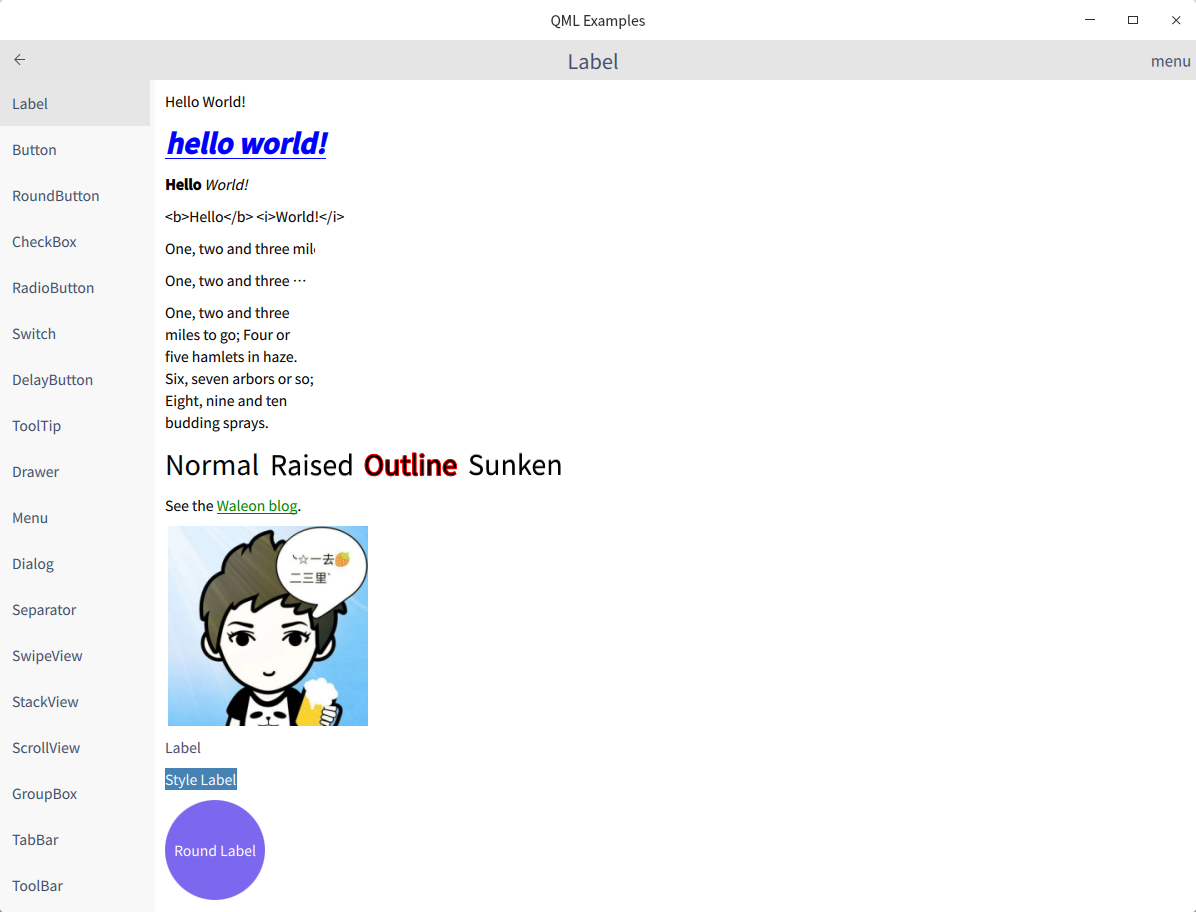 QML Examples
Label
menu
Label
Button
RoundButton
CheckBox
RadioButton
Switch
DelayButton
ToolTip
Drawer
Menu
Dialog
Separator
SwipeView
StackView
ScrollView
GroupBox
TabBar
ToolBar
Hello World!
hello world!
Hello World!
<b>Hello</b> <i>World!</i>
One, two and three mil
One, two and three ⋯
One, two and three
miles to go; Four or
five hamlets in haze.
Six, seven arbors or so;
Eight, nine and ten
budding sprays.
Normal Raised Outline Sunken
See the Waleon blog.
丶☆一去🍍
二三里`
Label
Style Label
Round Label